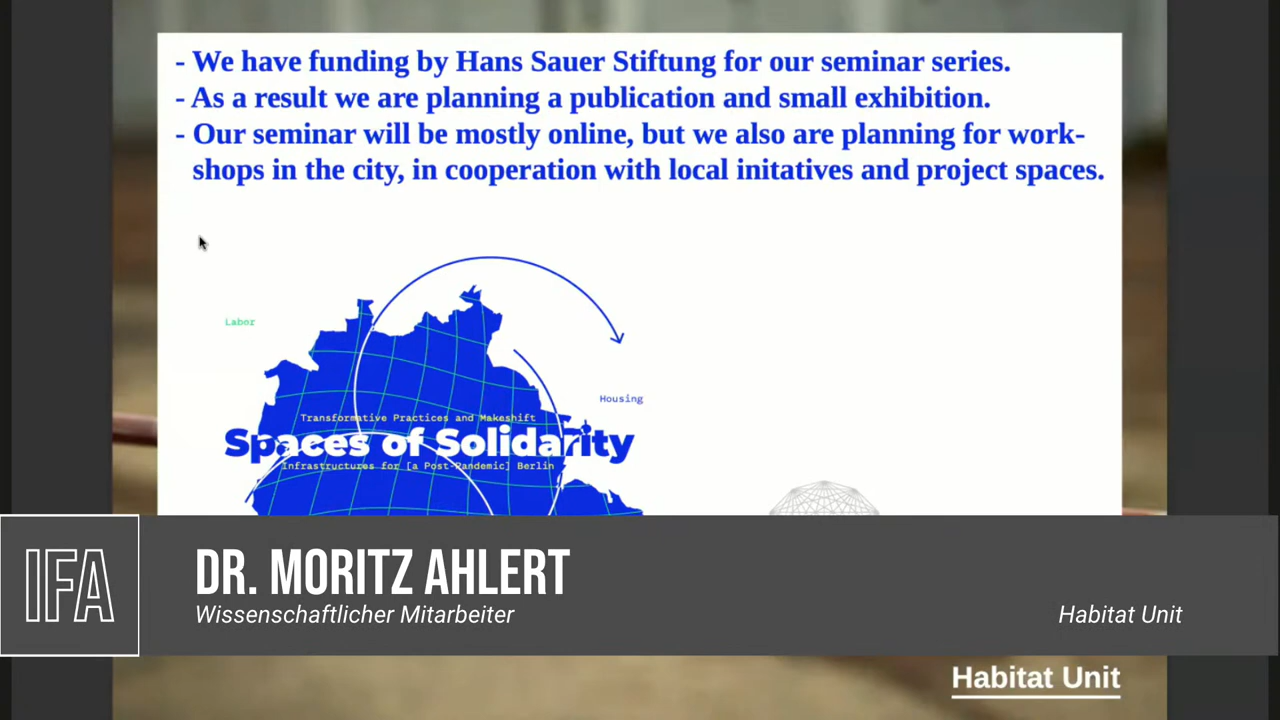 - We have funding by Hans Sauer Stiftung for our seminar series.
- As a result we are planning a publication and small exhibition.
- Our seminar will be mostly online, but we also are planning for work-
shops in the city, in cooperation with local initatives and project spaces.
Labor
Housing
Transformative Practices and Makeshift
Spaces of Solidarity
Infrastructures for [a Post-Pandemic] Berlin
IFA
DR. MORITZ AHLERT
Wissenschaftlicher Mitarbeiter
Habitat Unit
Habitat Unit